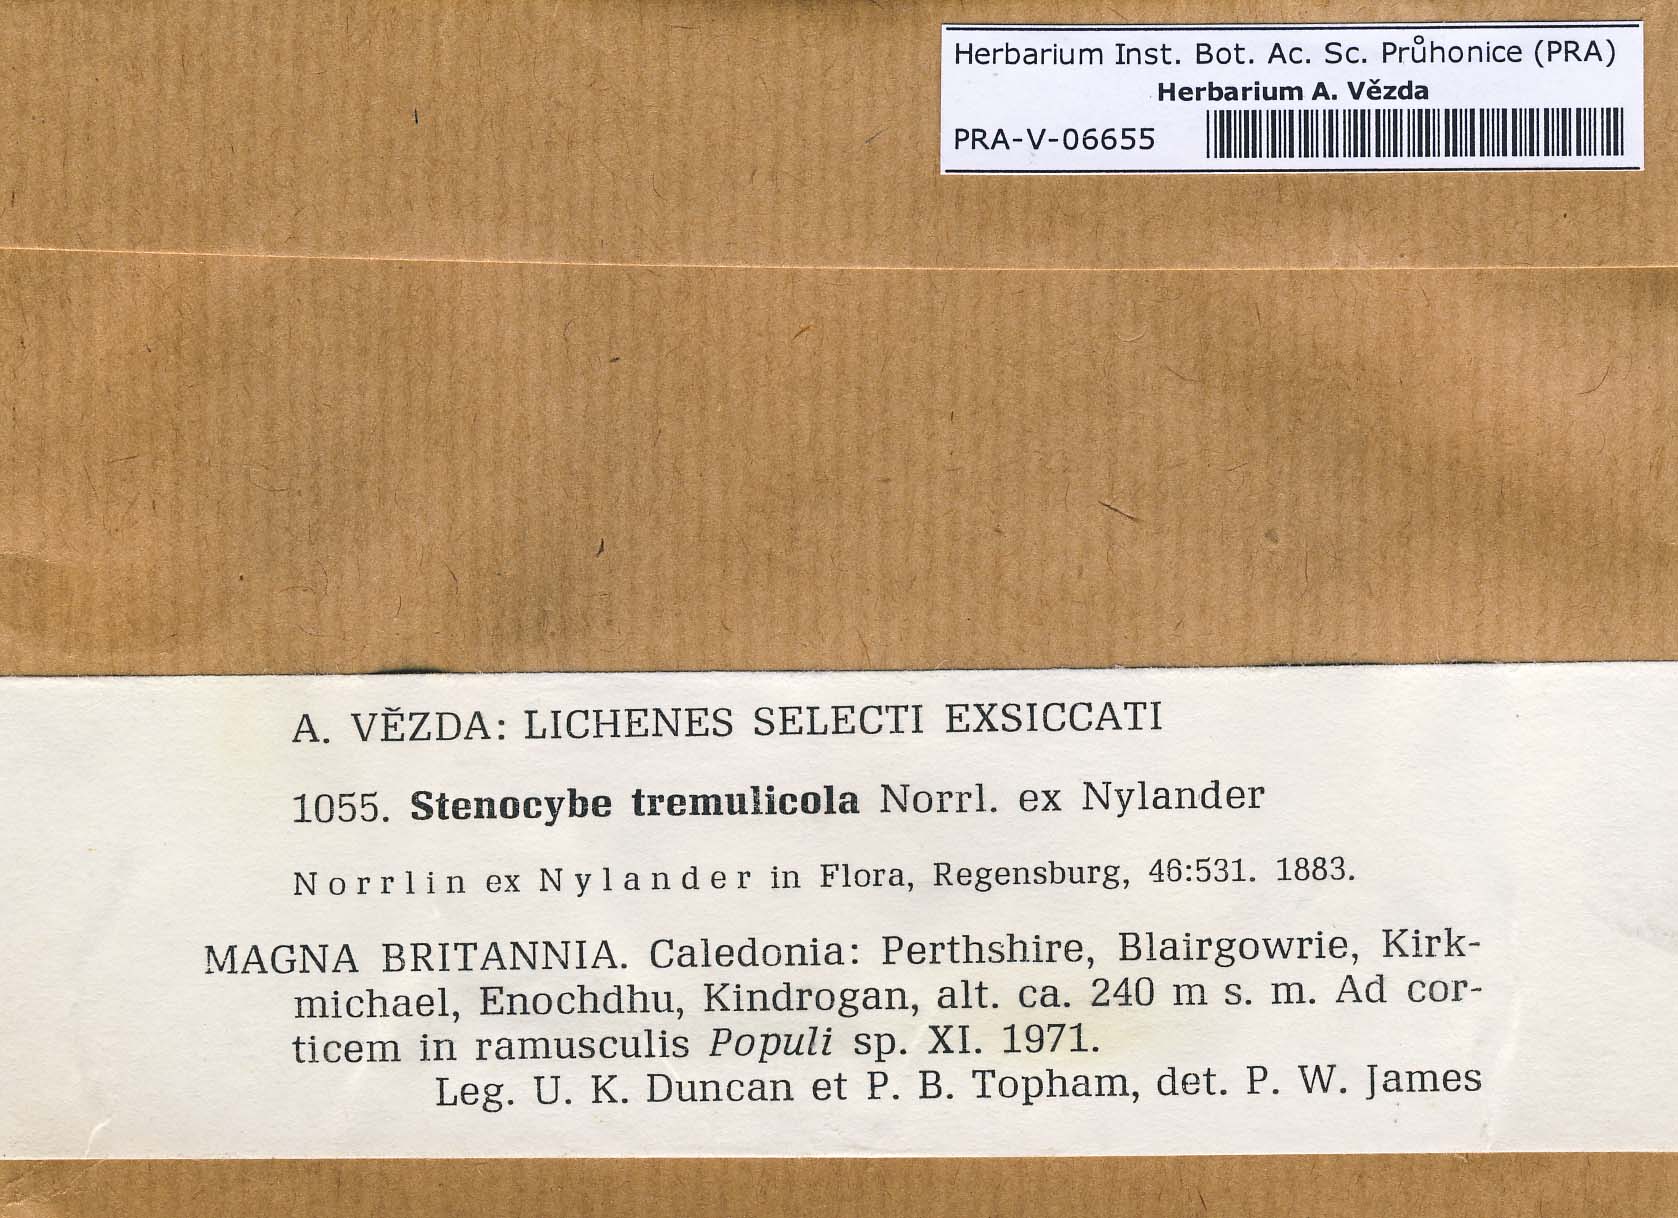 Herbarium Inst. Bot. Ac. Sc. Průhonice (PRA)
Herbarium A. Vězda
PRA-V-06655
A. VĚZDA: LICHENES SELECTI EXSICCATI
1055. Stenocybe tremulicola Norrl. ex Nylander
Norrlin ex Nylander in Flora, Regensburg, 46:531. 1883.
MAGNA BRITANNIA. Caledonia: Perthshire, Blairgowrie, Kirk-
michael, Enochdhu, Kindrogan, alt. ca. 240 m s. m. Ad cor-
ticem in ramusculis Populi sp. XI. 1971.
Leg. U. K. Duncan et P. B. Topham, det. P. W. James